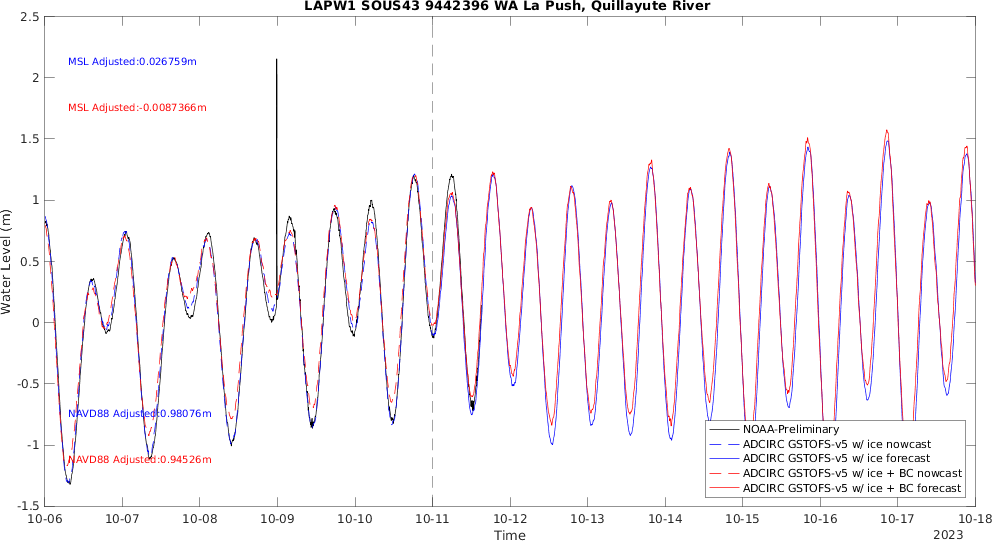 LAPW1 SOUS43 9442396 WA La Push, Quillayute River
2.5
2
1.5
1
0.5
0
-0.5
-1
-1.5
Water Level (m)
MSL Adjusted:0.026759m
MSL Adjusted:-0.0087366m
NAVD88 Adjusted:0.98076m
NAVD88 Adjusted:0.94526m
NOAA-Preliminary
ADCIRC GSTOFS-v5 w/ ice nowcast
ADCIRC GSTOFS-v5 w/ ice forecast
ADCIRC GSTOFS-v5 w/ ice + BC nowcast
ADCIRC GSTOFS-v5 w/ ice + BC forecast
10-06 10-07 10-08 10-09 10-10 10-11 10-12 10-13 10-14 10-15 10-16 10-17 10-18
Time
2023